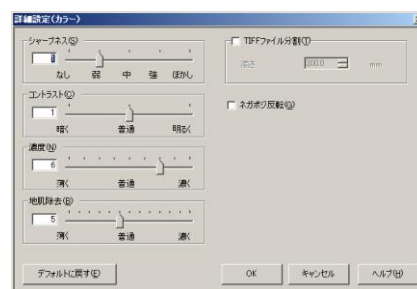 詳細設定(カラー)
シャープネス(S)
なし 弱 中 強 ぼかし
コントラスト(C)
1
暗く 普通 明るく
濃度(N)
6
薄く 普通 濃く
地肌除去(B)
5
薄く 普通 濃く
デフォルトに戻す(E)
TIFFファイル分割(T)
長さ 300.0 mm
ネガポジ反転(G)
OK キャンセル ヘルプ(H)